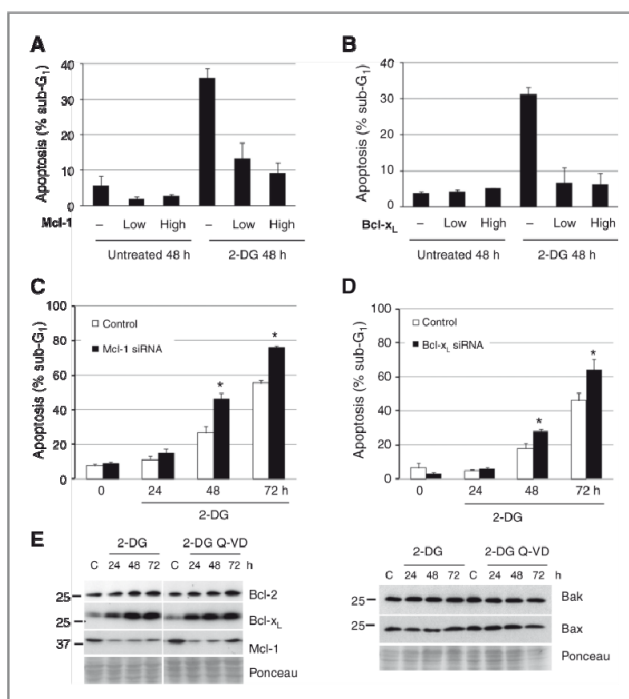 A
Apoptosis (% sub-G1)
40
30
20
10
0
Mcl-1 – Low High – Low High
Untreated 48 h 2-DG 48 h
B
Apoptosis (% sub-G1)
40
30
20
10
0
Bcl-xL – Low High – Low High
Untreated 48 h 2-DG 48 h
C
Apoptosis (% sub-G1)
100
80
60
40
20
0
Control
Mcl-1 siRNA
*
*
0 24 48 72 h
2-DG
D
Apoptosis (% sub-G1)
100
80
60
40
20
0
Control
Bcl-xL siRNA
*
*
0 24 48 72 h
2-DG
E
2-DG 2-DG Q-VD
C 24 48 72 C 24 48 72 h
25 Bcl-2
25 Bcl-xL
37 Mcl-1
Ponceau
2-DG 2-DG Q-VD
C 24 48 72 C 24 48 72 h
25 Bak
25 Bax
Ponceau